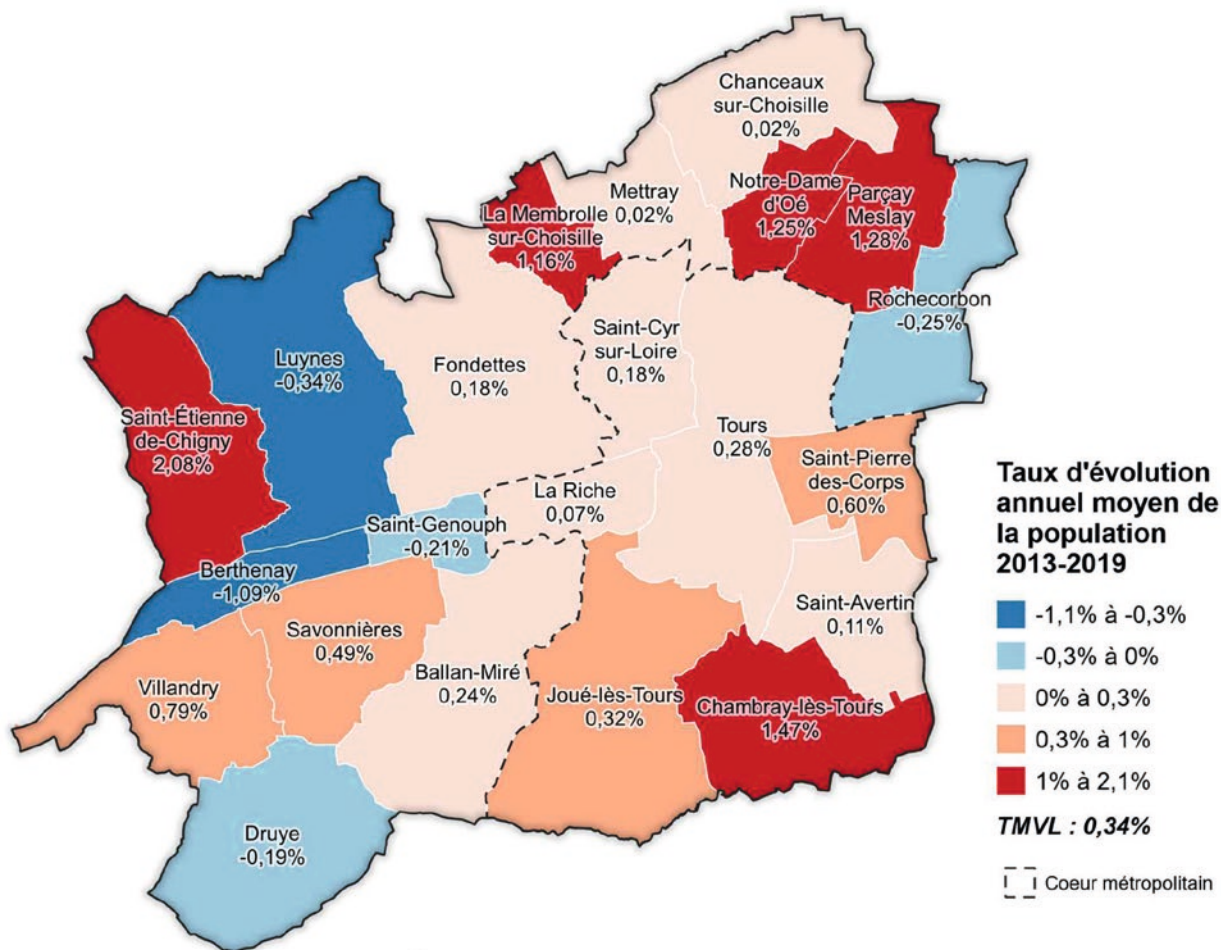 Chanceaux
sur-Choisille
0,02%
Notre-Dame
d'Oé
1,25%
Parçay
Meslay
1,28%
Mettray
0,02%
La Membrolle
sur-Choisille
1,16%
Rochecorbon
-0,25%
Saint-Cyr
sur-Loire
0,18%
Luynes
-0,34%
Fondettes
0,18%
Saint-Étienne
de-Chigny
2,08%
Tours
0,28%
Saint-Pierre
des-Corps
0,60%
La Riche
0,07%
Saint-Genouph
-0,21%
Berthenay
-1,09%
Saint-Avertin
0,11%
Savonnières
0,49%
Ballan-Miré
0,24%
Villandry
0,79%
Joué-lès-Tours
0,32%
Chambray-lès-Tours
1,47%
Druye
-0,19%
Taux d'évolution
annuel moyen de
la population
2013-2019
-1,1% à -0,3%
-0,3% à 0%
0% à 0,3%
0,3% à 1%
1% à 2,1%
TMVL : 0,34%
Coeur métropolitain